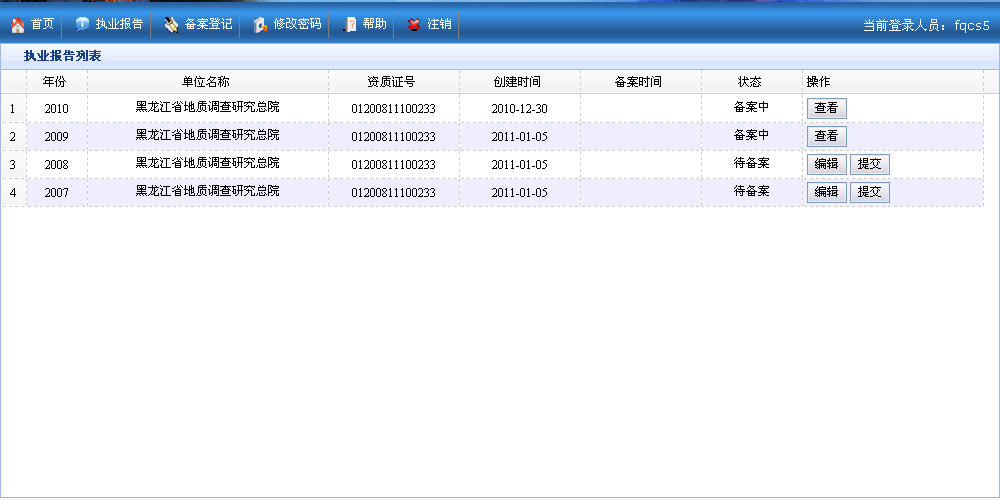 首页 执业报告 备案登记 修改密码 帮助 注销 当前登录人员：fqcs5
执业报告列表
年份 单位名称 资质证号 创建时间 备案时间 状态 操作
1 2010 黑龙江省地质调查研究总院 01200811100233 2010-12-30 备案中 查看
2 2009 黑龙江省地质调查研究总院 01200811100233 2011-01-05 备案中 查看
3 2008 黑龙江省地质调查研究总院 01200811100233 2011-01-05 待备案 编辑 提交
4 2007 黑龙江省地质调查研究总院 01200811100233 2011-01-05 待备案 编辑 提交